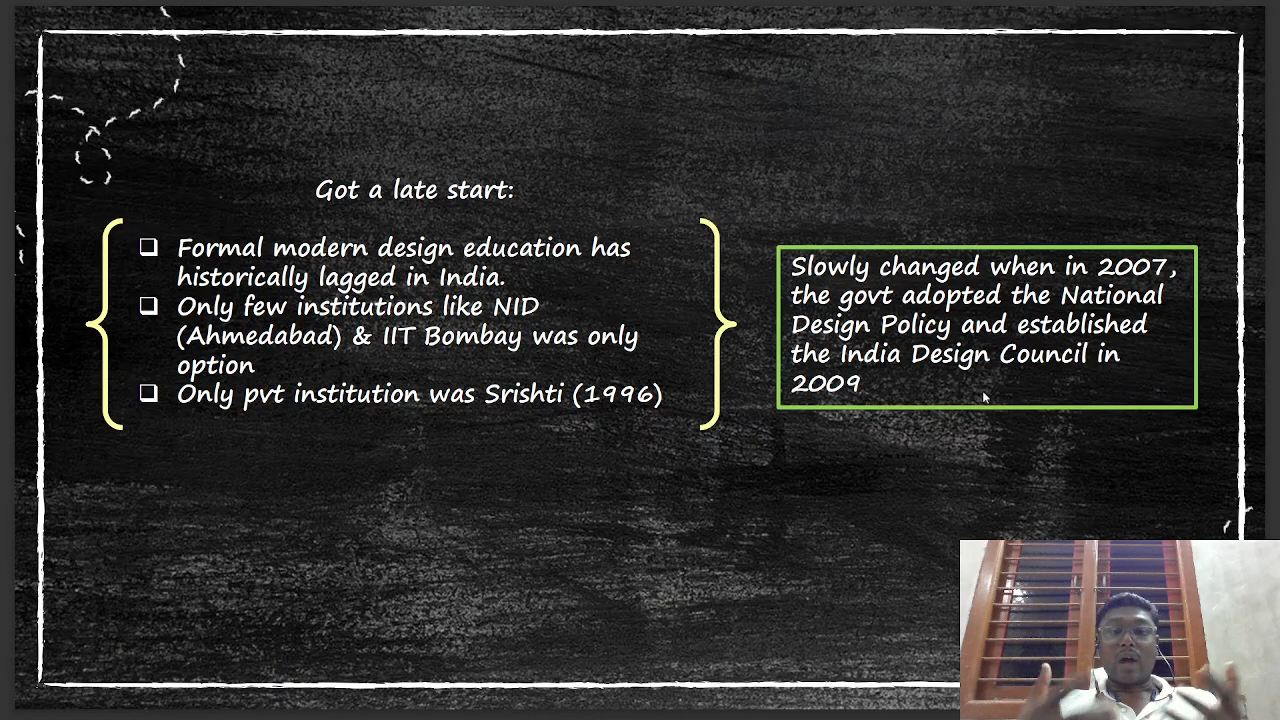 Got a late start:
Formal modern design education has
historically lagged in India.
Only few institutions like NID
(Ahmedabad) & IIT Bombay was only
option
Only pvt institution was Srishti (1996)
Slowly changed when in 2007,
the govt adopted the National
Design Policy and established
the India Design Council in
2009